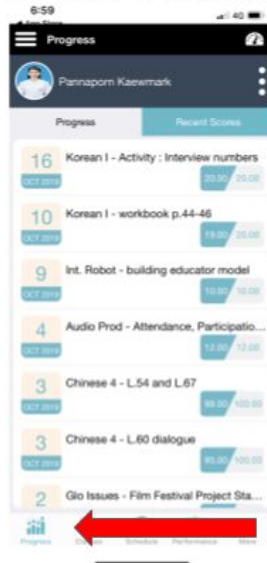 6:59
4G
Progress
Pannaporn Kaewmark
Progress
Recent Scores
16
OCT 2019
Korean I - Activity : Interview numbers
20.00 20.00
10
OCT 2019
Korean I - workbook p.44-46
19.00 20.00
9
OCT 2019
Int. Robot - building educator model
10.00 10.00
4
OCT 2019
Audio Prod - Attendance, Participatio...
12.00 12.00
3
OCT 2019
Chinese 4 - L.54 and L.67
99.00 100.00
3
OCT 2019
Chinese 4 - L.60 dialogue
95.00 100.00
2
Glo Issues - Film Festival Project Sta...
Progress
Schedule
Performance
More